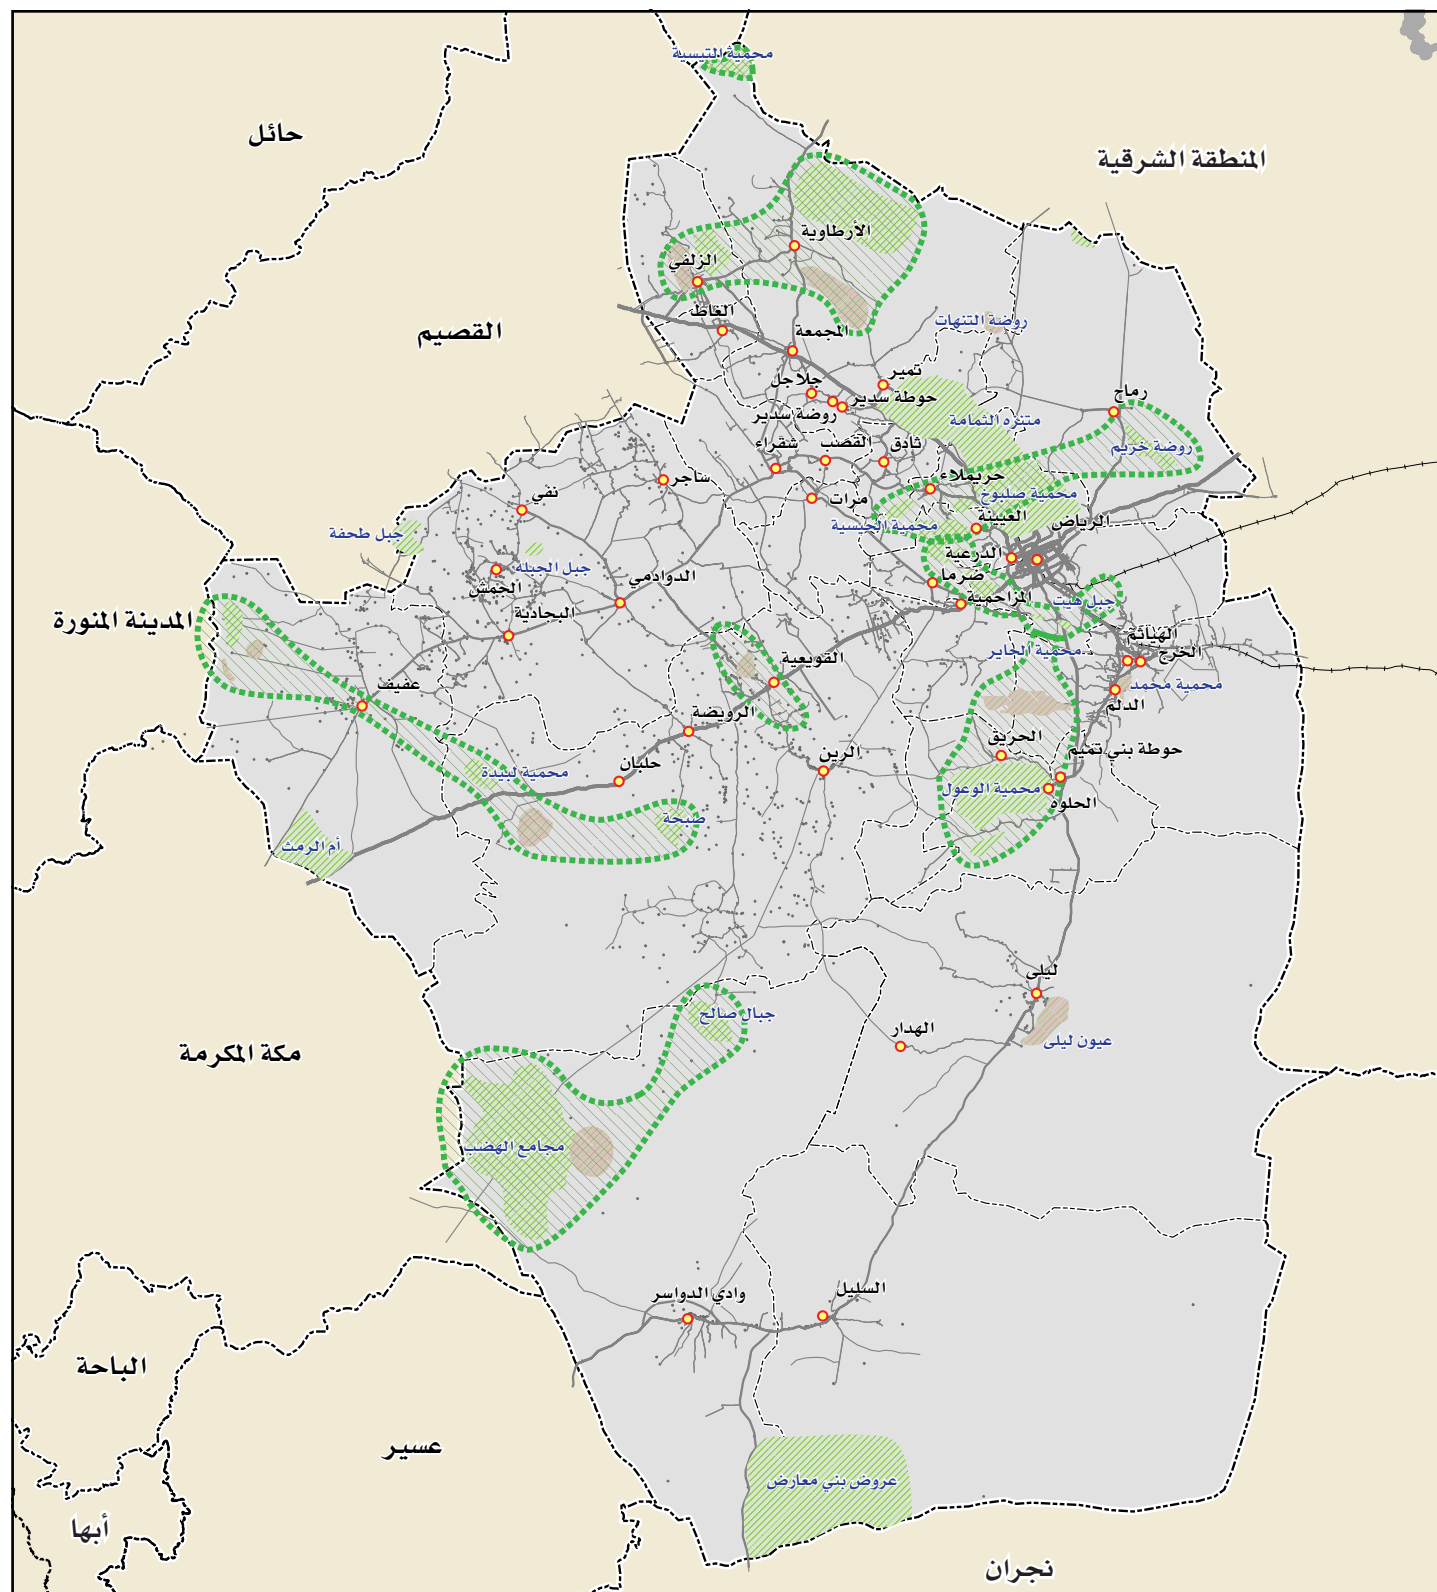 محمية التيسية
حائل
المنطقة الشرقية
الأرطاوية
الزلفي
الغاط
روضة التنهات
القصيم
المجمعة
تمير
جلاجل
حوطة سدير
رماح
روضة سدير
متنزه الثمامة
شقراء
القصب
ثادق
روضة خريم
ساجر
حريملاء
مرات
محمية صلبوخ
نفي
العيينة
الرياض
محمية الحيسية
جبل طحفة
الدرعية
جبل الجبلة
الخمش
الدوادمي
ضرما
المزاحمية
جبل هيت
البجادية
المدينة المنورة
الهياثم
محمية الحاير
الخرج
القويعية
عفيف
محمية محمد
الدلم
الرويضة
الحريق
حوطة بني تميم
الرين
حلبان
محمية لبيدة
محمية الوعول
الحلوة
صبحة
أم الرمث
ليلى
جبال صالح
الهدار
عيون ليلى
مكة المكرمة
مجامع الهضب
السليل
وادي الدواسر
الباحة
عسير
عروض بني معارض
أبها
نجران